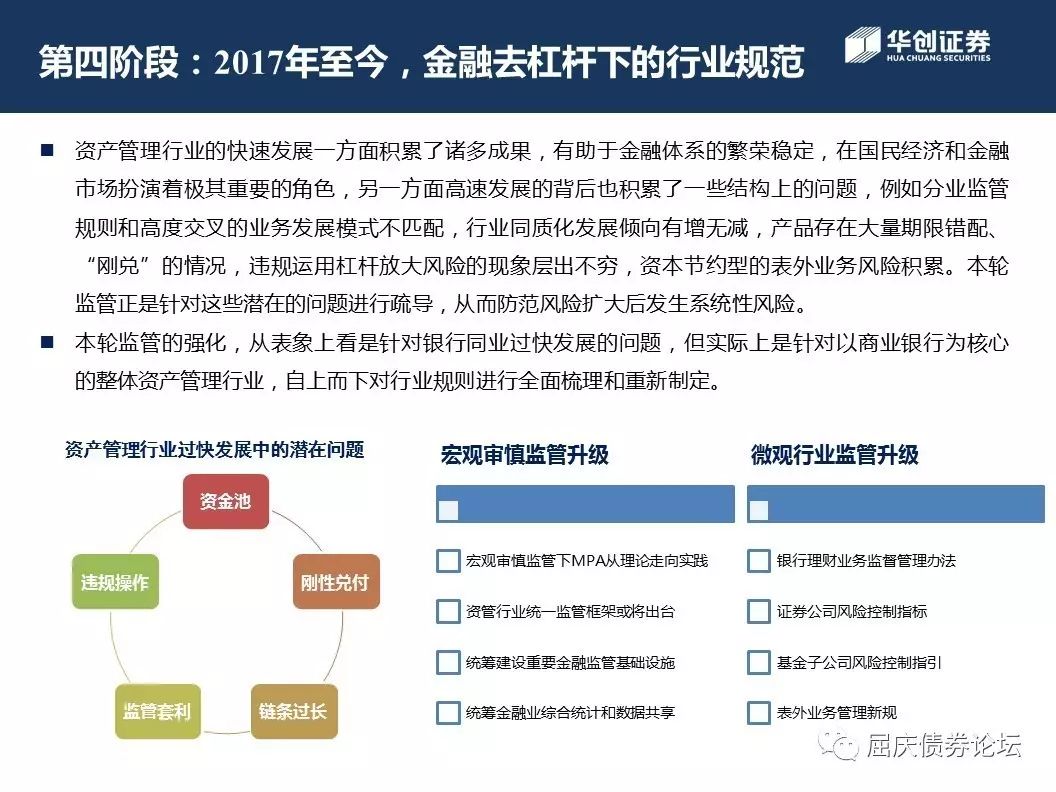 第四阶段：2017年至今，金融去杠杆下的行业规范
华创证券
HUA CHUANG SECURITIES
资产管理行业的快速发展一方面积累了诸多成果，有助于金融体系的繁荣稳定，在国民经济和金融
市场扮演着极其重要的角色，另一方面高速发展的背后也积累了一些结构上的问题，例如分业监管
规则和高度交叉的业务发展模式不匹配，行业同质化发展倾向有增无减，产品存在大量期限错配、
“刚兑”的情况，违规运用杠杆放大风险的现象层出不穷，资本节约型的表外业务风险积累。本轮
监管正是针对这些潜在的问题进行疏导，从而防范风险扩大后发生系统性风险。
本轮监管的强化，从表象上看是针对银行同业过快发展的问题，但实际上是针对以商业银行为核心
的整体资产管理行业，自上而下对行业规则进行全面梳理和重新制定。
资产管理行业过快发展中的潜在问题
资金池
违规操作
刚性兑付
监管套利
链条过长
宏观审慎监管升级
宏观审慎监管下MPA从理论走向实践
资管行业统一监管框架或将出台
统筹建设重要金融监管基础设施
统筹金融业综合统计和数据共享
微观行业监管升级
银行理财业务监督管理办法
证券公司风险控制指标
基金子公司风险控制指引
表外业务管理新规
屈庆债券论坛